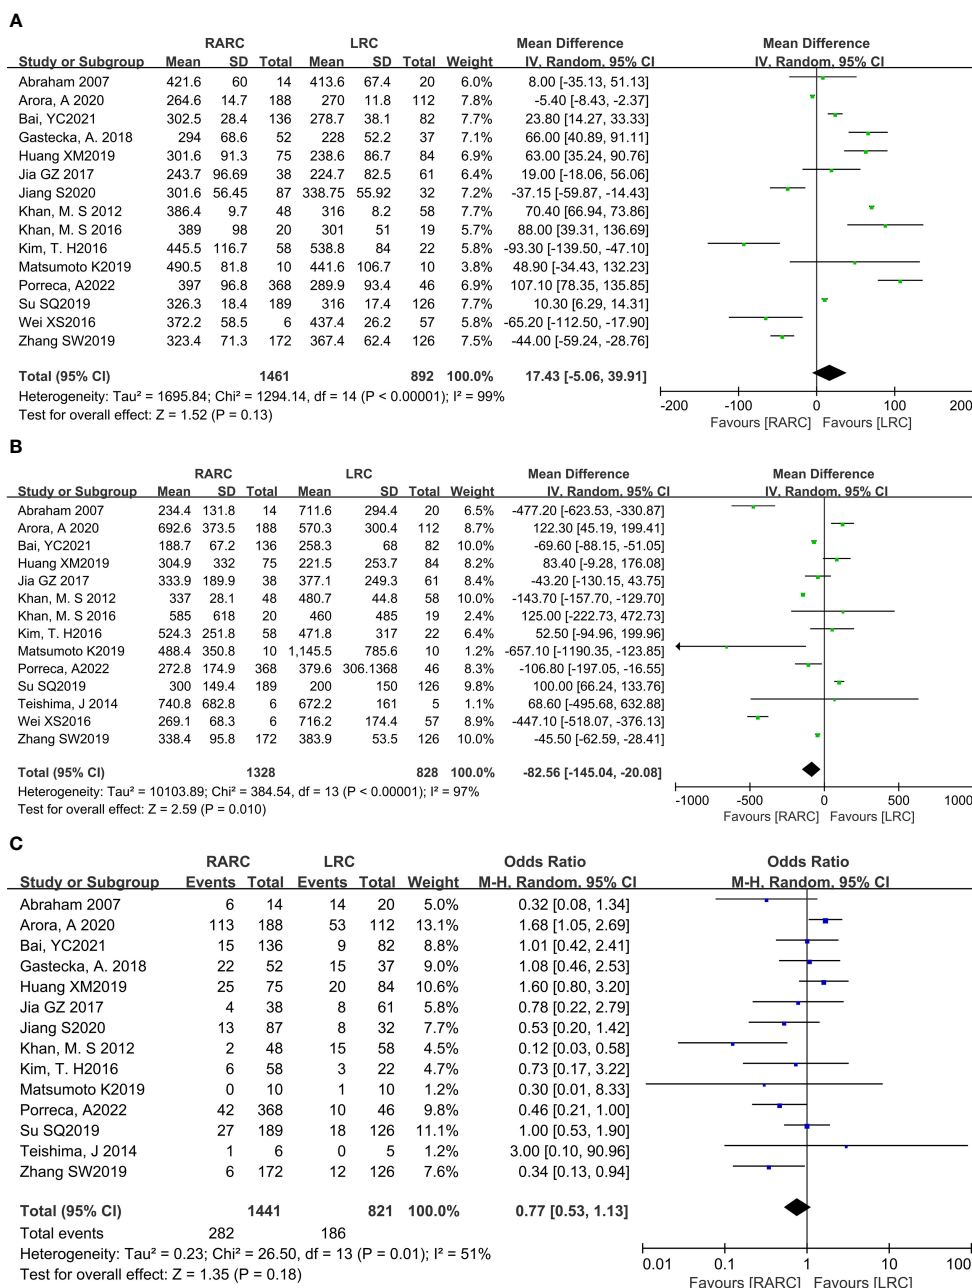 A
RARC LRC Mean Difference Mean Difference
Study or Subgroup Mean SD Total Mean SD Total Weight IV, Random, 95% CI IV, Random, 95% CI
Abraham 2007 421.6 60 14 413.6 67.4 20 6.0% 8.00 [-35.13, 51.13]
Arora, A 2020 264.6 14.7 188 270 11.8 112 7.8% -5.40 [-8.43, -2.37]
Bai, YC2021 302.5 28.4 136 278.7 38.1 82 7.7% 23.80 [14.27, 33.33]
Gastecka, A. 2018 294 68.6 52 228 52.2 37 7.1% 66.00 [40.89, 91.11]
Huang XM2019 301.6 91.3 75 238.6 86.7 84 6.9% 63.00 [35.24, 90.76]
Jia GZ 2017 243.7 96.69 38 224.7 82.5 61 6.4% 19.00 [-18.06, 56.06]
Jiang S2020 301.6 56.45 87 338.75 55.92 32 7.2% -37.15 [-59.87, -14.43]
Khan, M. S 2012 386.4 9.7 48 316 8.2 58 7.7% 70.40 [66.94, 73.86]
Khan, M. S 2016 389 98 20 301 51 19 5.7% 88.00 [39.31, 136.69]
Kim, T. H2016 445.5 116.7 58 538.8 84 22 5.8% -93.30 [-139.50, -47.10]
Matsumoto K2019 490.5 81.8 10 441.6 106.7 10 3.8% 48.90 [-34.43, 132.23]
Porreca, A2022 397 96.8 368 289.9 93.4 46 6.9% 107.10 [78.35, 135.85]
Su SQ2019 326.3 18.4 189 316 17.4 126 7.7% 10.30 [6.29, 14.31]
Wei XS2016 372.2 58.5 6 437.4 26.2 57 5.8% -65.20 [-112.50, -17.90]
Zhang SW2019 323.4 71.3 172 367.4 62.4 126 7.5% -44.00 [-59.24, -28.76]
Total (95% CI) 1461 892 100.0% 17.43 [-5.06, 39.91]
Heterogeneity: Tau² = 1695.84; Chi² = 1294.14, df = 14 (P < 0.00001); I² = 99%
Test for overall effect: Z = 1.52 (P = 0.13)
-200 -100 0 100 200
Favours [RARC] Favours [LRC]
B
RARC LRC Mean Difference Mean Difference
Study or Subgroup Mean SD Total Mean SD Total Weight IV, Random, 95% CI IV, Random, 95% CI
Abraham 2007 234.4 131.8 14 711.6 294.4 20 6.5% -477.20 [-623.53, -330.87]
Arora, A 2020 692.6 373.5 188 570.3 300.4 112 8.7% 122.30 [45.19, 199.41]
Bai, YC2021 188.7 67.2 136 258.3 68 82 10.0% -69.60 [-88.15, -51.05]
Huang XM2019 304.9 332 75 221.5 253.7 84 8.2% 83.40 [-9.28, 176.08]
Jia GZ 2017 333.9 189.9 38 377.1 249.3 61 8.4% -43.20 [-130.15, 43.75]
Khan, M. S 2012 337 28.1 48 480.7 44.8 58 10.0% -143.70 [-157.70, -129.70]
Khan, M. S 2016 585 618 20 460 485 19 2.4% 125.00 [-222.73, 472.73]
Kim, T. H2016 524.3 251.8 58 471.8 317 22 6.4% 52.50 [-94.96, 199.96]
Matsumoto K2019 488.4 350.8 10 1,145.5 785.6 10 1.2% -657.10 [-1190.35, -123.85]
Porreca, A2022 272.8 174.9 368 379.6 306.1368 46 8.3% -106.80 [-197.05, -16.55]
Su SQ2019 300 149.4 189 200 150 126 9.8% 100.00 [66.24, 133.76]
Teishima, J 2014 740.8 682.8 6 672.2 161 5 1.1% 68.60 [-495.68, 632.88]
Wei XS2016 269.1 68.3 6 716.2 174.4 57 8.9% -447.10 [-518.07, -376.13]
Zhang SW2019 338.4 95.8 172 383.9 53.5 126 10.0% -45.50 [-62.59, -28.41]
Total (95% CI) 1328 828 100.0% -82.56 [-145.04, -20.08]
Heterogeneity: Tau² = 10103.89; Chi² = 384.54, df = 13 (P < 0.00001); I² = 97%
Test for overall effect: Z = 2.59 (P = 0.010)
-1000 -500 0 500 1000
Favours [RARC] Favours [LRC]
C
RARC LRC Odds Ratio Odds Ratio
Study or Subgroup Events Total Events Total Weight M-H, Random, 95% CI M-H, Random, 95% CI
Abraham 2007 6 14 14 20 5.0% 0.32 [0.08, 1.34]
Arora, A 2020 113 188 53 112 13.1% 1.68 [1.05, 2.69]
Bai, YC2021 15 136 9 82 8.8% 1.01 [0.42, 2.41]
Gastecka, A. 2018 22 52 15 37 9.0% 1.08 [0.46, 2.53]
Huang XM2019 25 75 20 84 10.6% 1.60 [0.80, 3.20]
Jia GZ 2017 4 38 8 61 5.8% 0.78 [0.22, 2.79]
Jiang S2020 13 87 8 32 7.7% 0.53 [0.20, 1.42]
Khan, M. S 2012 2 48 15 58 4.5% 0.12 [0.03, 0.58]
Kim, T. H2016 6 58 3 22 4.7% 0.73 [0.17, 3.22]
Matsumoto K2019 0 10 1 10 1.2% 0.30 [0.01, 8.33]
Porreca, A2022 42 368 10 46 9.8% 0.46 [0.21, 1.00]
Su SQ2019 27 189 18 126 11.1% 1.00 [0.53, 1.90]
Teishima, J 2014 1 6 0 5 1.2% 3.00 [0.10, 90.96]
Zhang SW2019 6 172 12 126 7.6% 0.34 [0.13, 0.94]
Total (95% CI) 1441 821 100.0% 0.77 [0.53, 1.13]
Total events 282 186
Heterogeneity: Tau² = 0.23; Chi² = 26.50, df = 13 (P = 0.01); I² = 51%
Test for overall effect: Z = 1.35 (P = 0.18)
0.01 0.1 1 10 100
Favours [RARC] Favours [LRC]